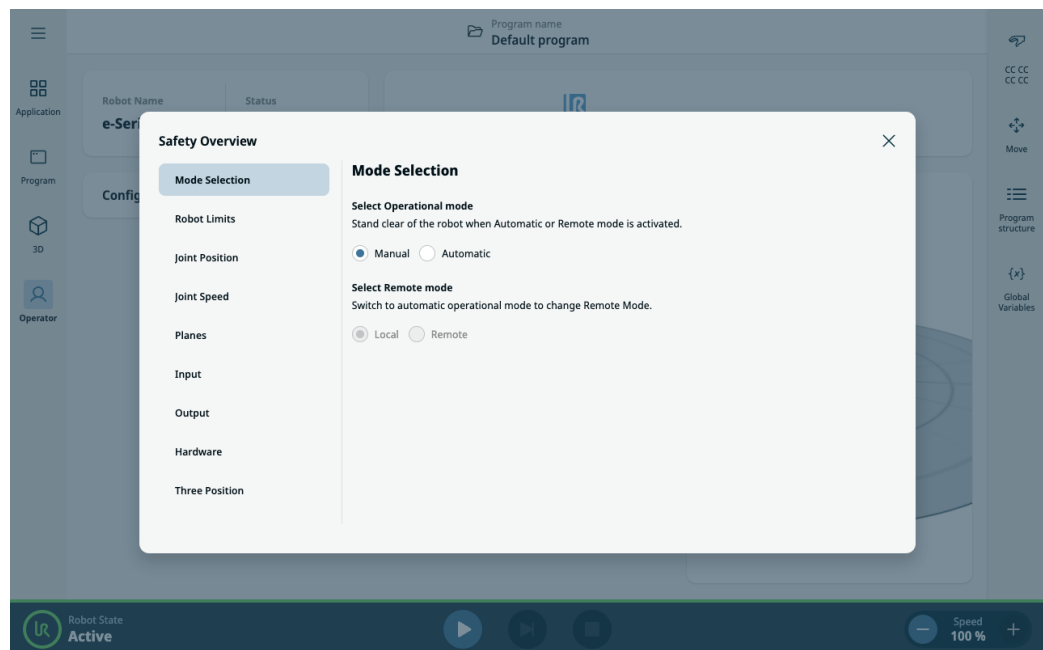 Program name
Default program
CC CC
CC CC
Application
Robot Name
Status
e-Seri
Safety Overview
Mode Selection
Robot Limits
Joint Position
Joint Speed
Planes
Input
Output
Hardware
Three Position
Mode Selection
Select Operational mode
Stand clear of the robot when Automatic or Remote mode is activated.
Manual
Automatic
Select Remote mode
Switch to automatic operational mode to change Remote Mode.
Local
Remote
Move
Program
Config
Program
structure
3D
{x}
Global
Variables
Operator
Robot State
Active
Speed
100 %